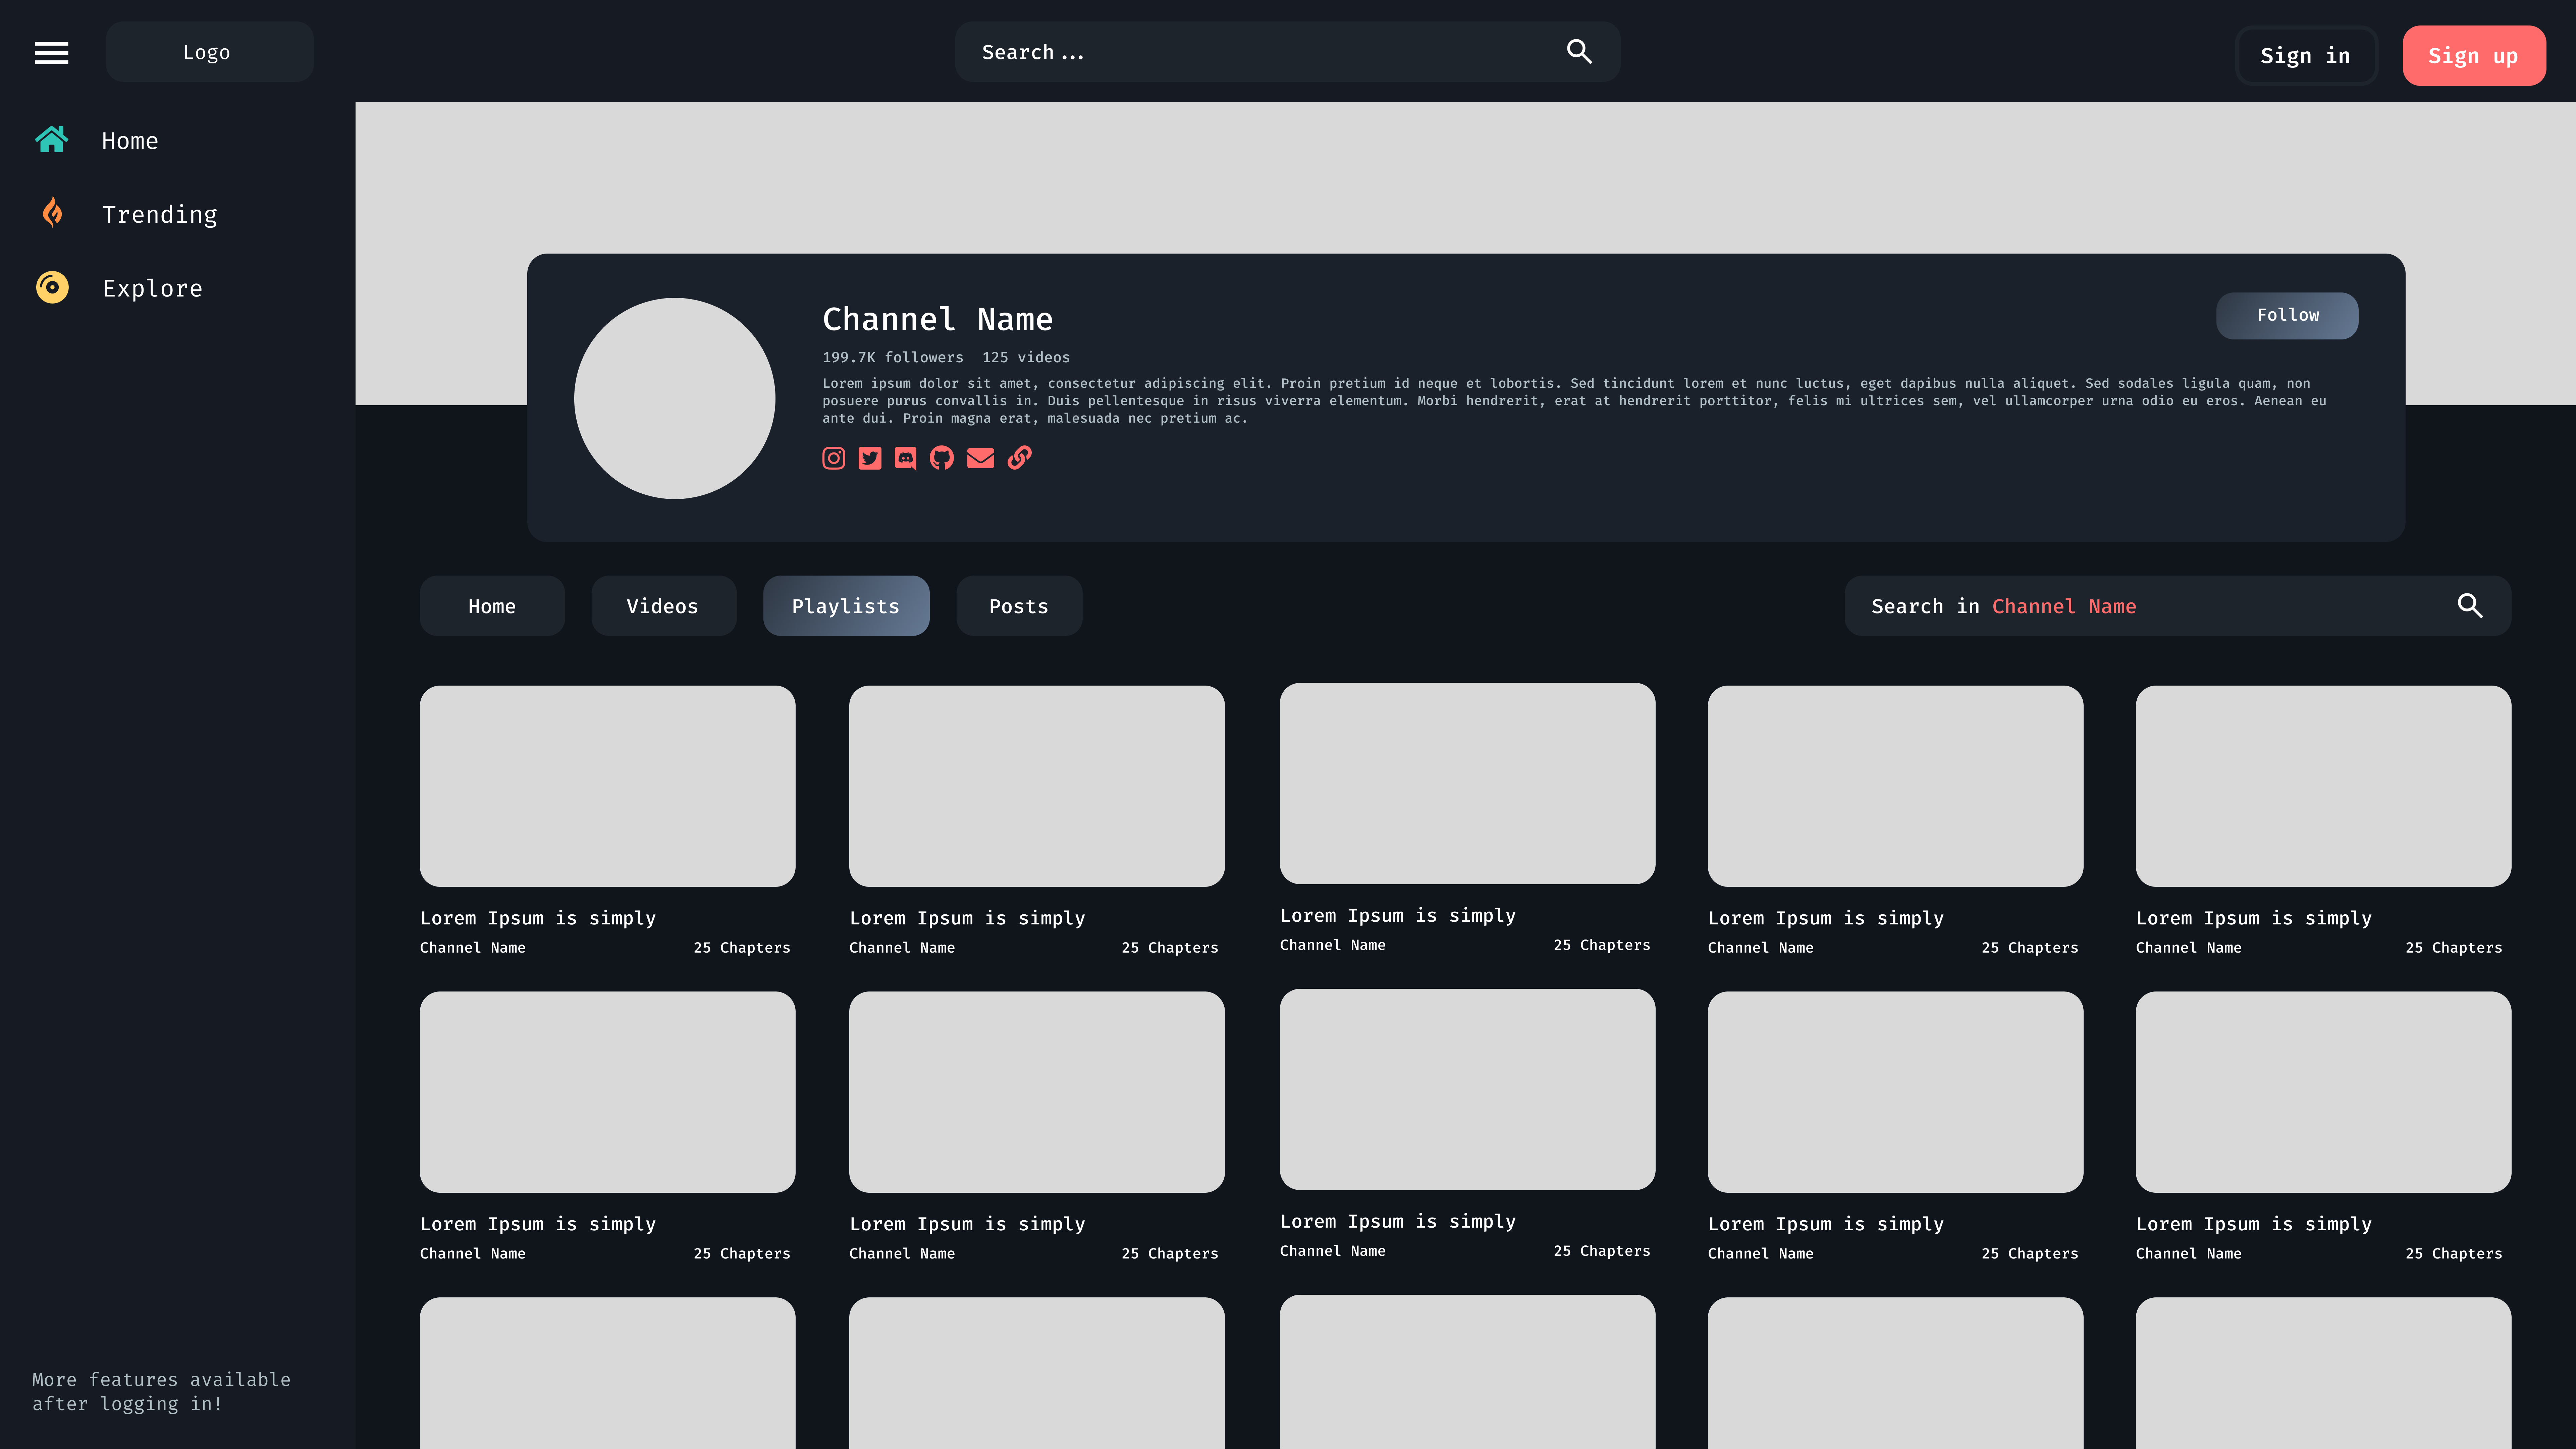 Logo
Search...
Sign in
Sign up
Home
Trending
Explore
Channel Name
Follow
199.7K followers 125 videos
Lorem ipsum dolor sit amet, consectetur adipiscing elit. Proin pretium id neque et lobortis. Sed tincidunt lorem et nunc luctus, eget dapibus nulla aliquet. Sed sodales ligula quam, non
posuere purus convallis in. Duis pellentesque in risus viverra elementum. Morbi hendrerit, erat at hendrerit porttitor, felis mi ultrices sem, vel ullamcorper urna odio eu eros. Aenean eu
ante dui. Proin magna erat, malesuada nec pretium ac.
Home
Videos
Playlists
Posts
Search in Channel Name
Lorem Ipsum is simply
Channel Name 25 Chapters
Lorem Ipsum is simply
Channel Name 25 Chapters
Lorem Ipsum is simply
Channel Name 25 Chapters
Lorem Ipsum is simply
Channel Name 25 Chapters
Lorem Ipsum is simply
Channel Name 25 Chapters
Lorem Ipsum is simply
Channel Name 25 Chapters
Lorem Ipsum is simply
Channel Name 25 Chapters
Lorem Ipsum is simply
Channel Name 25 Chapters
Lorem Ipsum is simply
Channel Name 25 Chapters
Lorem Ipsum is simply
Channel Name 25 Chapters
More features available
after logging in!